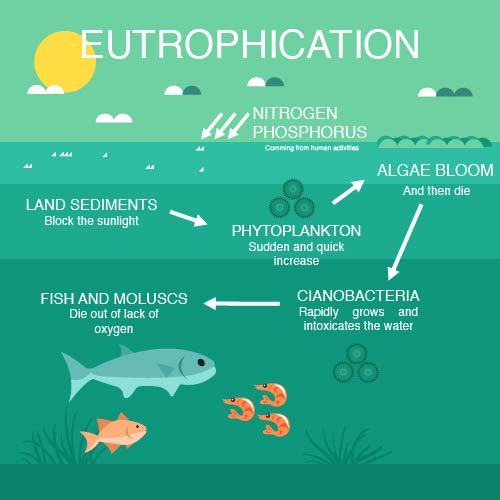 EUTROPHICATION
NITROGEN
PHOSPHORUS
Comming from human activities
ALGAE BLOOM
And then die
LAND SEDIMENTS
Block the sunlight
PHYTOPLANKTON
Sudden and quick
increase
FISH AND MOLUSCS
Die out of lack of
oxygen
CIANOBACTERIA
Rapidly grows and
intoxicates the water